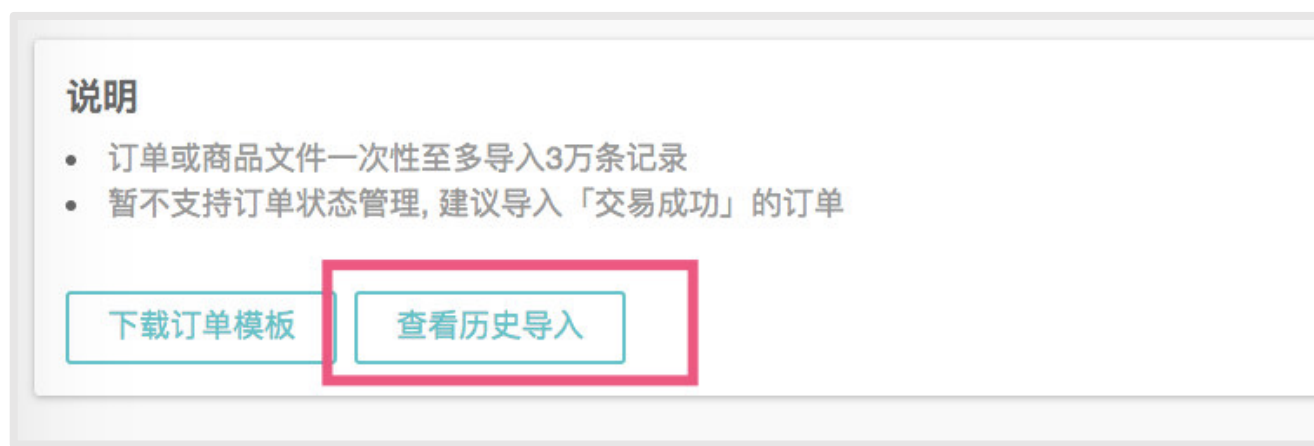 说明
订单或商品文件一次性至多导入3万条记录
暂不支持订单状态管理, 建议导入「交易成功」的订单
下载订单模板
查看历史导入